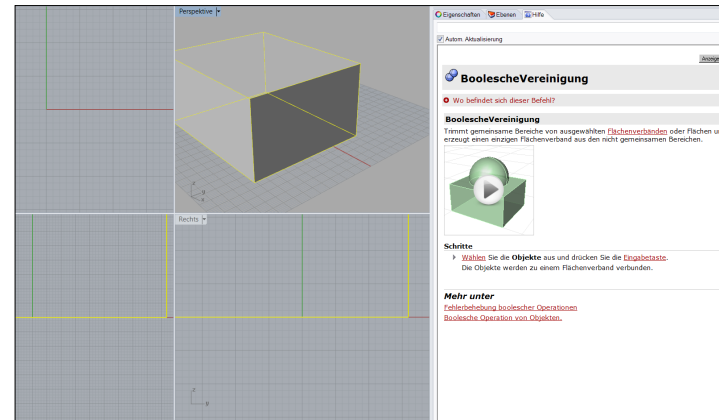 Perspektive
Eigenschaften Ebenen Hilfe
Autom. Aktualisierung
BoolescheVereinigung
Wo befindet sich dieser Befehl?
BoolescheVereinigung
Trimmt gemeinsame Bereiche von ausgewählten Flächenverbänden oder Flächen
erzeugt einen einzigen Flächenverband aus den nicht gemeinsamen Bereichen.
Schritte
Wählen Sie die Objekte aus und drücken Sie die Eingabetaste.
Die Objekte werden zu einem Flächenverband verbunden.
Mehr unter
Fehlerbehebung boolescher Operationen
Boolesche Operation von Objekten.
z
y
x
Rechts
z
y